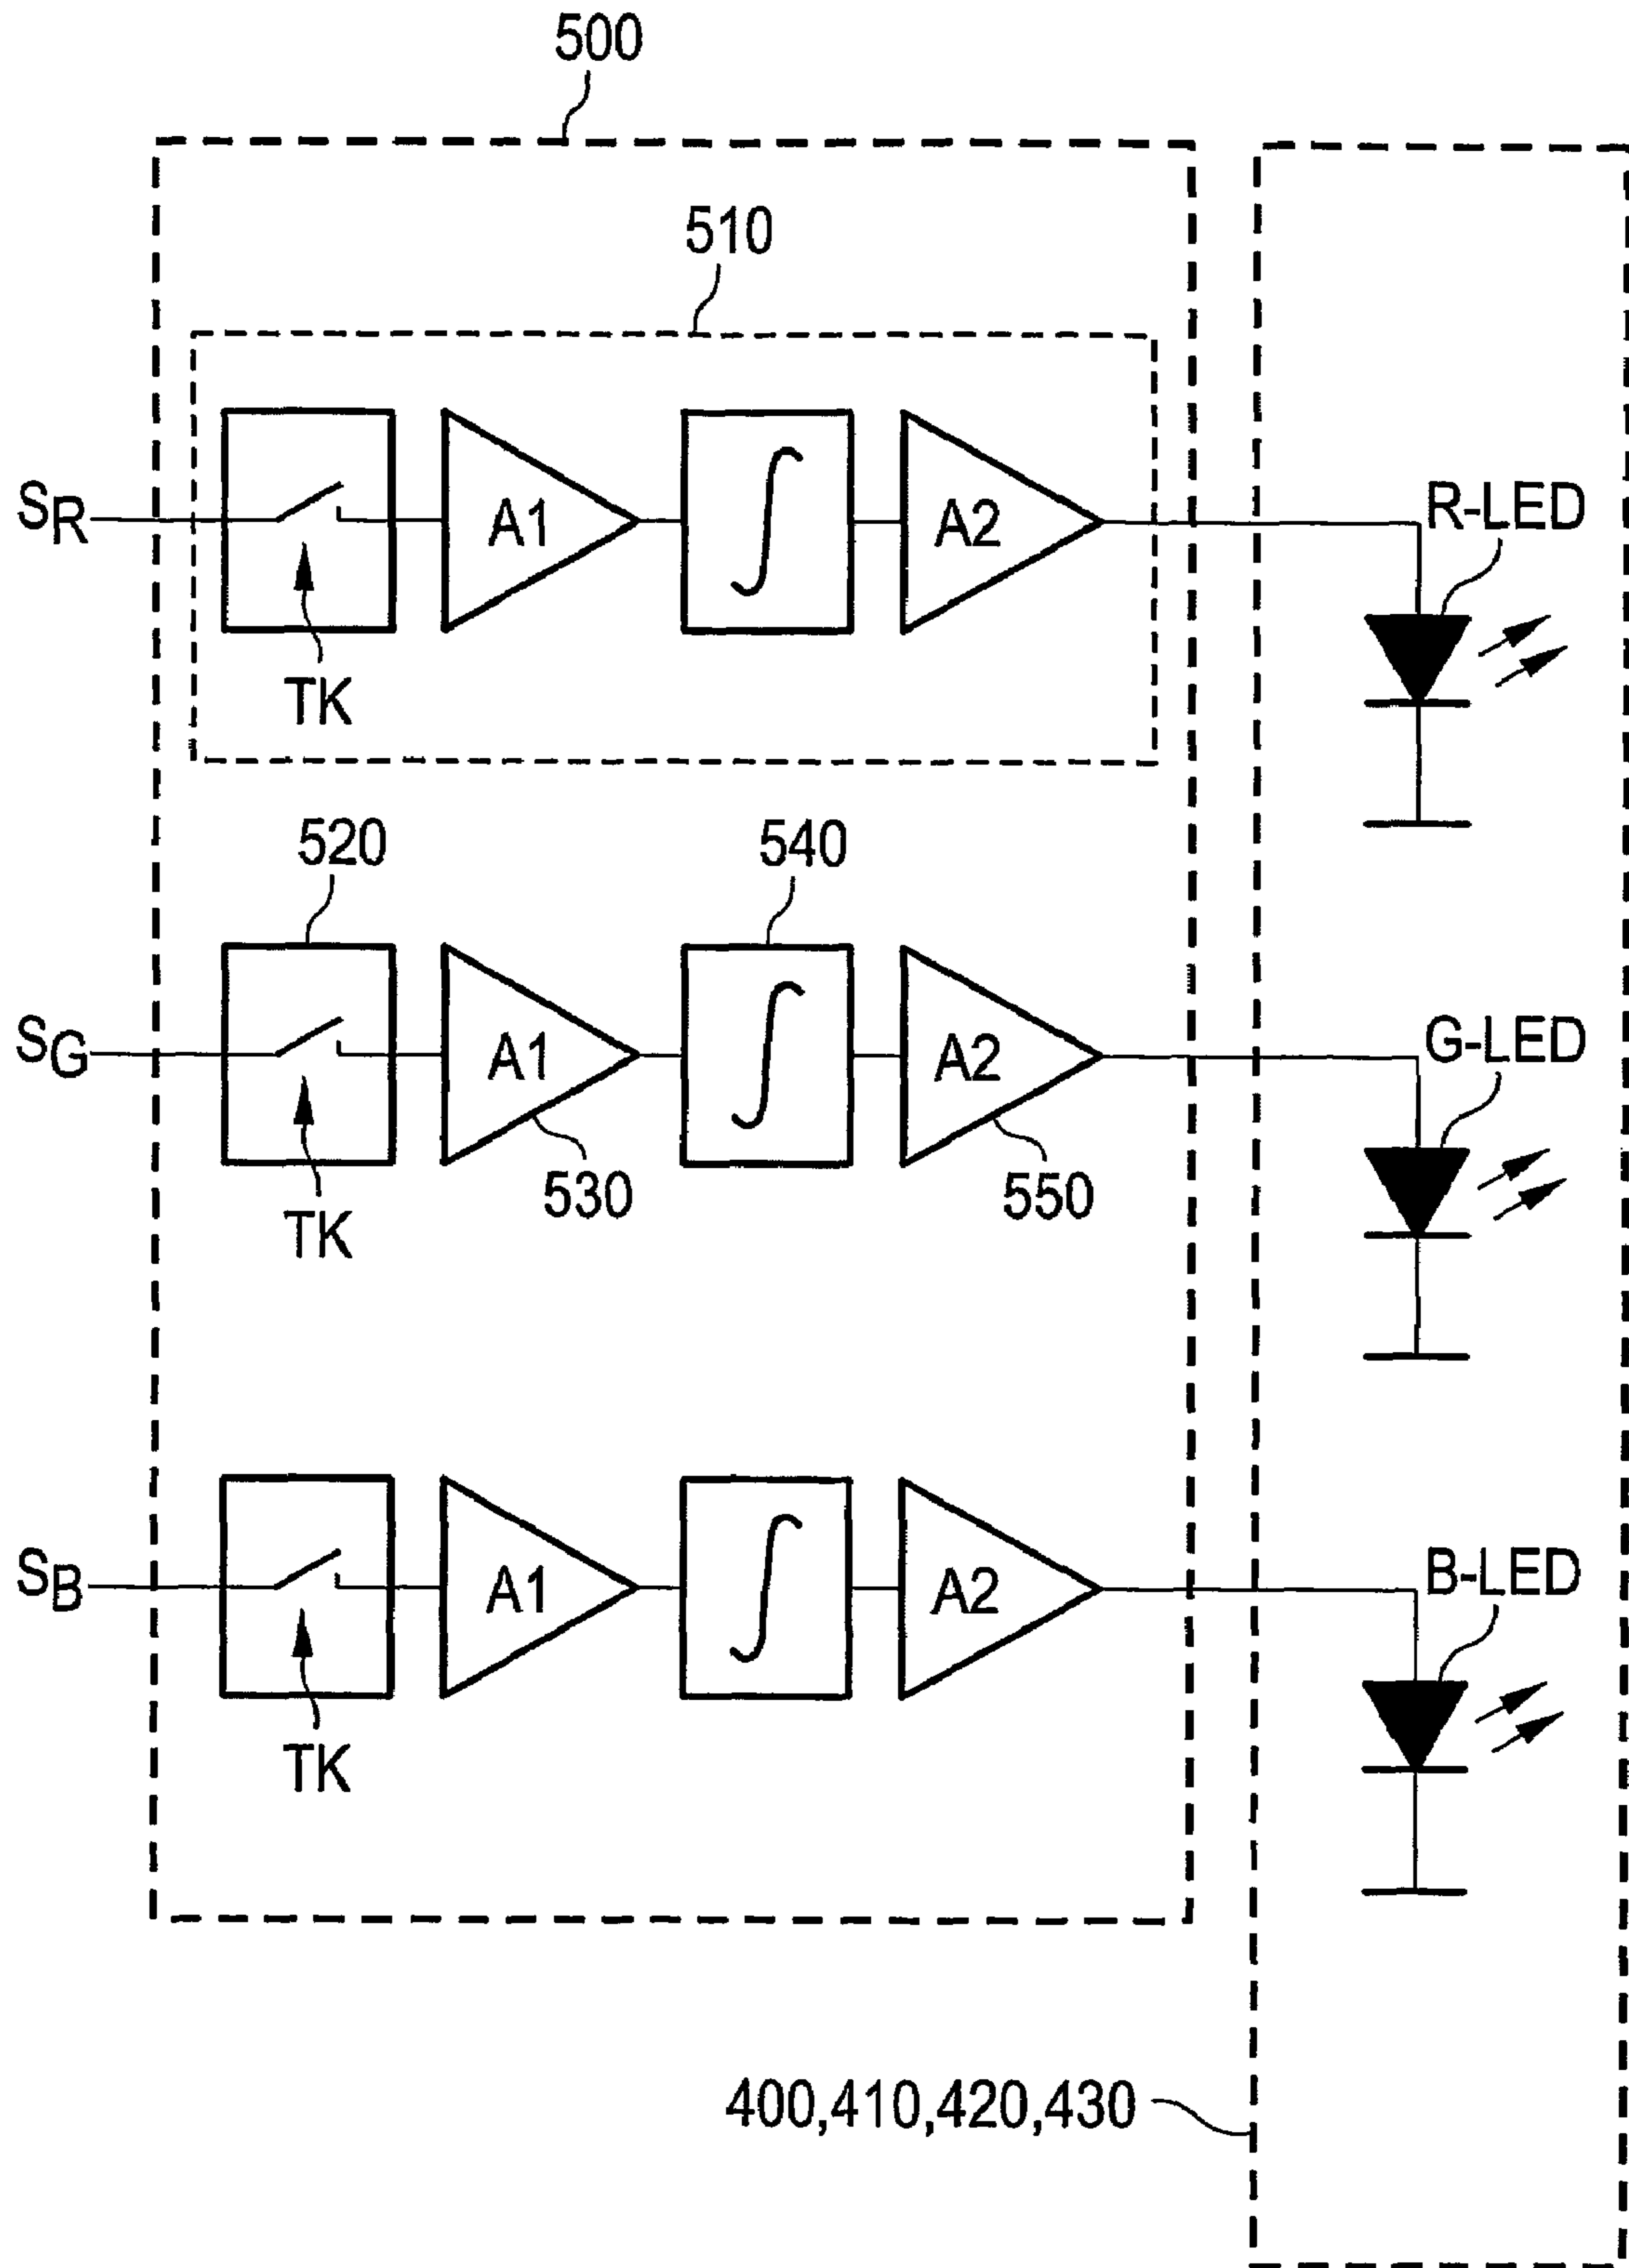 500
510
SR
A1
∫
A2
R-LED
TK
520
540
SG
A1
∫
A2
G-LED
530
550
TK
SB
A1
∫
A2
B-LED
TK
400,410,420,430